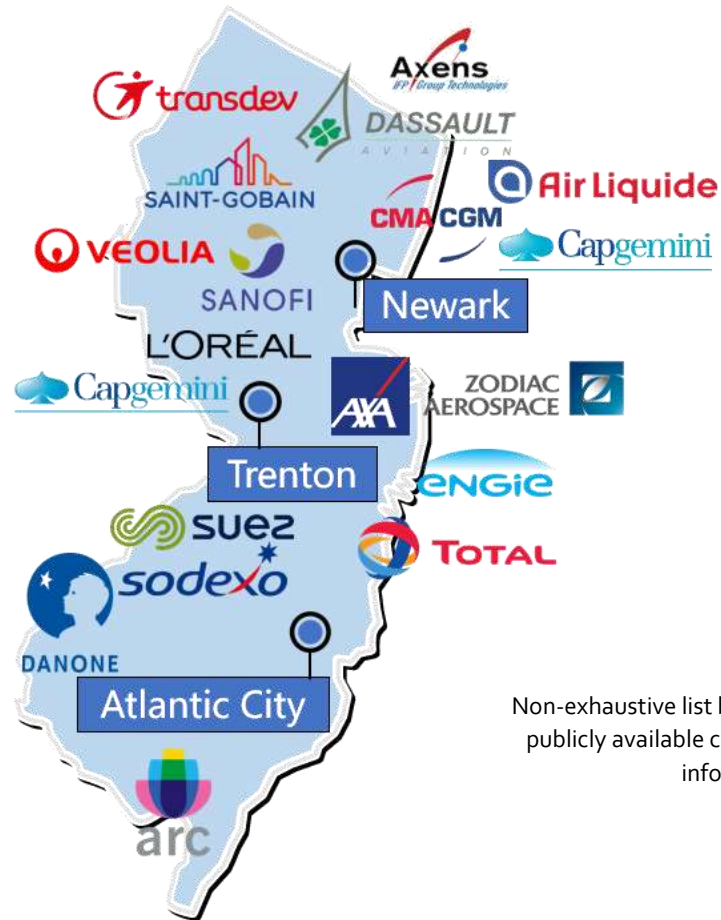 Axens
IFP Group Technologies
transdev
DASSAULT
AVIATION
SAINT-GOBAIN
Air Liquide
CMA CGM
Capgemini
VEOLIA
SANOFI
Newark
L'ORÉAL
Capgemini
AXA
ZODIAC
AEROSPACE
Trenton
ENGIE
suez
TOTAL
sodexo
DANONE
Atlantic City
Non-exhaustive list
publicly available
arc